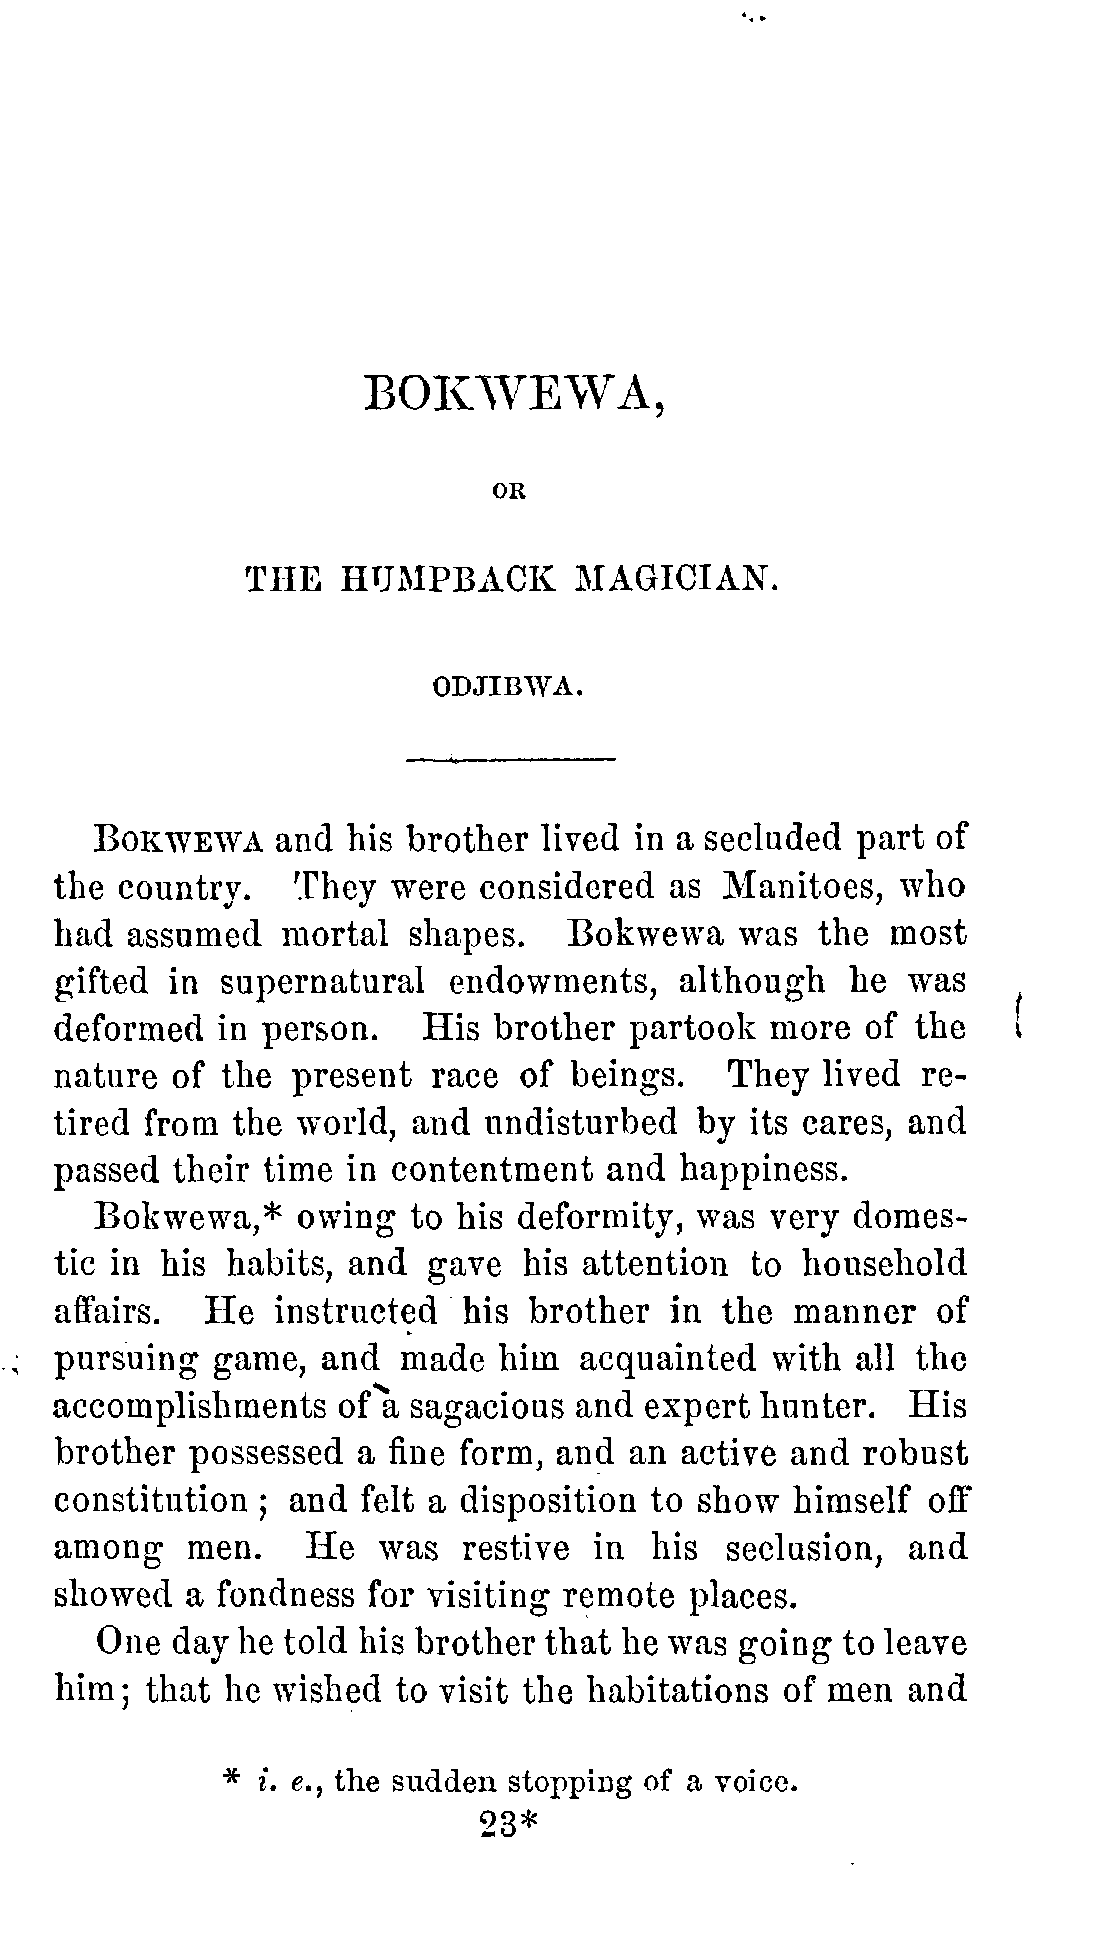 BOKWEWA,
OR
THE HUMPBACK MAGICIAN.
ODJIBWA.
BOKWEWA and his brother lived in a secluded part of
the country. They were considered as Manitoes, who
had assumed mortal shapes. Bokwewa was the most
gifted in supernatural endowments, although he was
deformed in person. His brother partook more of the
nature of the present race of beings. They lived re-
tired from the world, and undisturbed by its cares, and
passed their time in contentment and happiness.
Bokwewa,* owing to his deformity, was very domes-
tic in his habits, and gave his attention to household
affairs. He instructed his brother in the manner of
pursuing game, and made him acquainted with all the
accomplishments of a sagacious and expert hunter. His
brother possessed a fine form, and an active and robust
constitution; and felt a disposition to show himself off
among men. He was restive in his seclusion, and
showed a fondness for visiting remote places.
One day he told his brother that he was going to leave
him; that he wished to visit the habitations of men and
* i. e., the sudden stopping of a voice.
23*